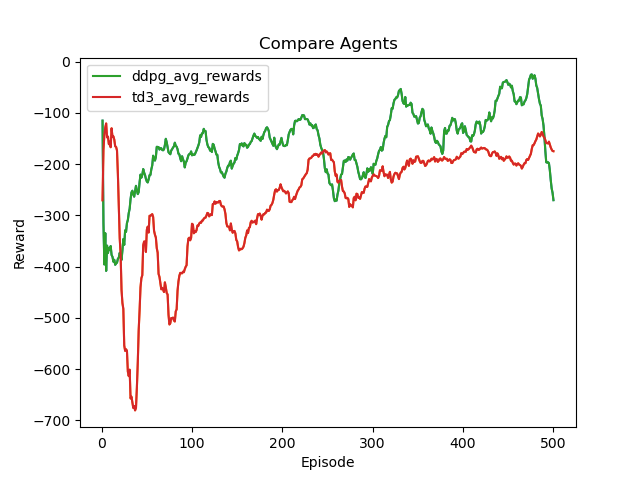 Compare Agents
ddpg_avg_rewards
td3_avg_rewards
Reward
0
−100
−200
−300
−400
−500
−600
−700
0 100 200 300 400 500
Episode